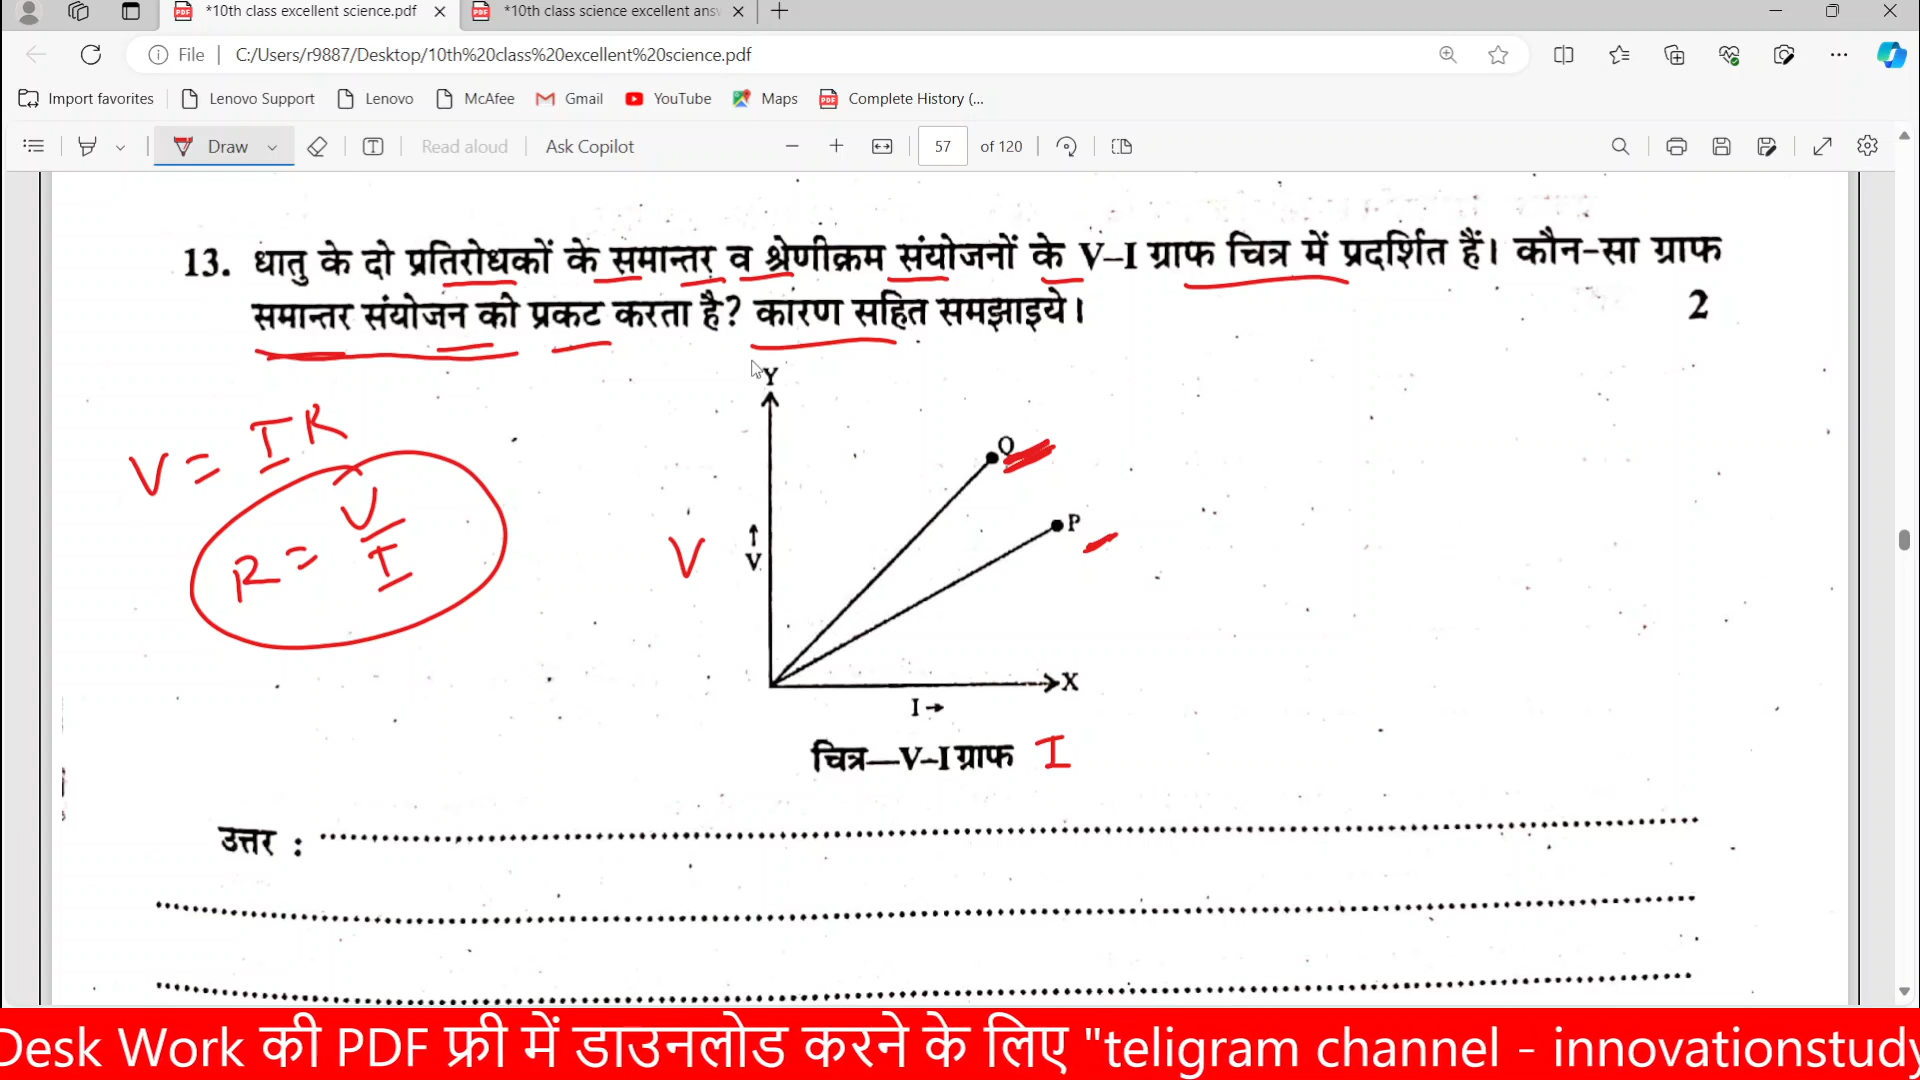 *10th class excellent science.pdf
*10th class science excellent ans
File
C:/Users/r9887/Desktop/10th%20class%20excellent%20science.pdf
Import favorites
Lenovo Support
Lenovo
McAfee
Gmail
YouTube
Maps
Complete History (...
Draw
Read aloud
Ask Copilot
57 of 120
13. धातु के दो प्रतिरोधकों के समान्तर व श्रेणीक्रम संयोजनों के V–I ग्राफ चित्र में प्रदर्शित हैं। कौन-सा ग्राफ
समान्तर संयोजन को प्रकट करता है? कारण सहित समझाइये। 2
Y
V = IR
Q
R = V/I
P
V
↑
V
X
I →
चित्र—V–I ग्राफ I
उत्तर :
Desk Work की PDF फ्री में डाउनलोड करने के लिए "teligram channel - innovationstudy